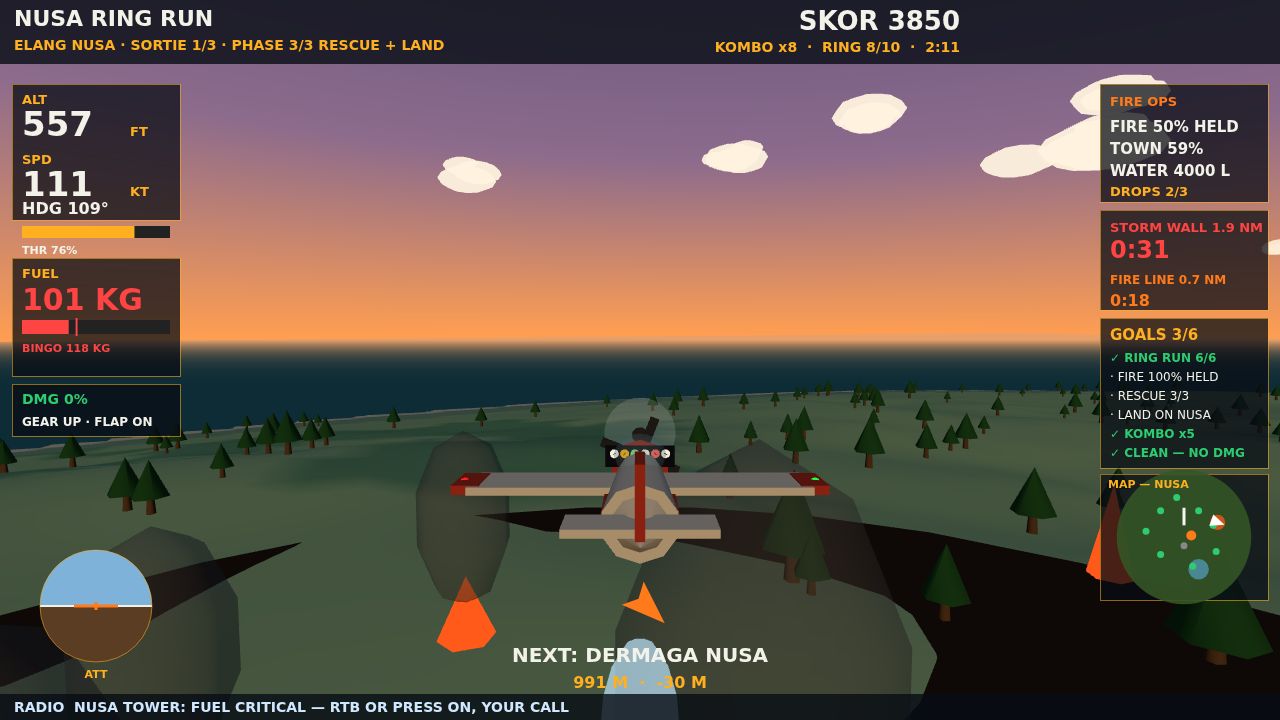 NUSA RING RUN
ELANG NUSA · SORTIE 1/3 · PHASE 3/3 RESCUE + LAND
SKOR 3850
KOMBO x8 · RING 8/10 · 2:11
ALT
557 FT
SPD
111 KT
HDG 109°
THR 76%
FUEL
101 KG
BINGO 118 KG
DMG 0%
GEAR UP · FLAP ON
ATT
FIRE OPS
FIRE 50% HELD
TOWN 59%
WATER 4000 L
DROPS 2/3
STORM WALL 1.9 NM
0:31
FIRE LINE 0.7 NM
0:18
GOALS 3/6
✓ RING RUN 6/6
· FIRE 100% HELD
· RESCUE 3/3
· LAND ON NUSA
✓ KOMBO x5
✓ CLEAN — NO DMG
MAP — NUSA
NEXT: DERMAGA NUSA
991 M · -30 M
RADIO NUSA TOWER: FUEL CRITICAL — RTB OR PRESS ON, YOUR CALL